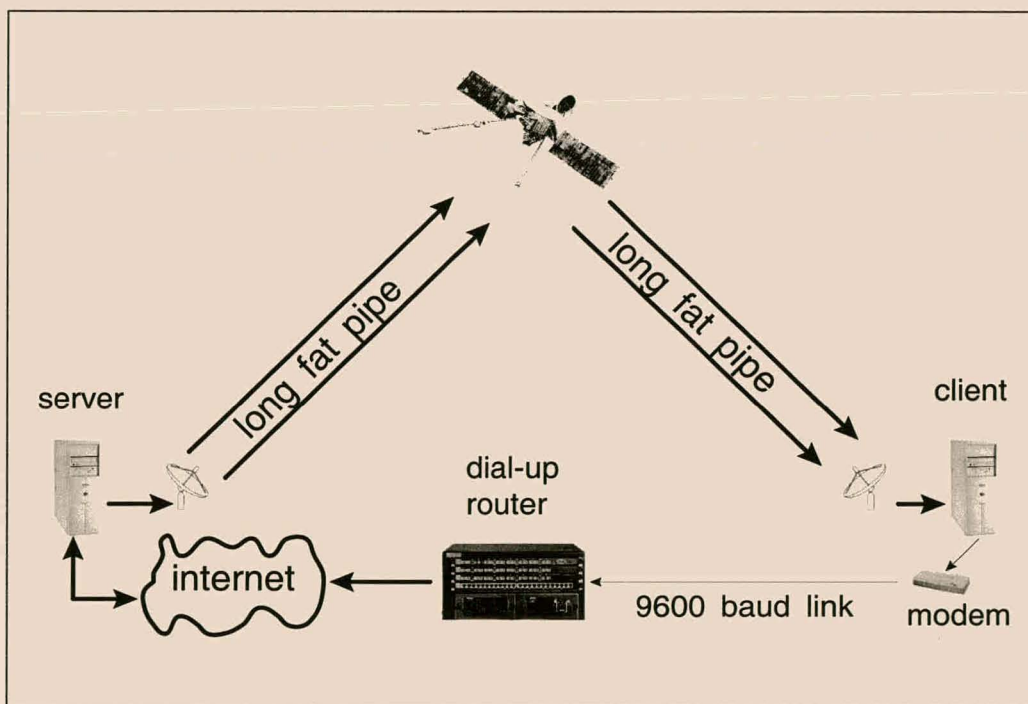 long fat pipe
long fat pipe
server
client
dial-up
router
internet
9600 baud link
modem